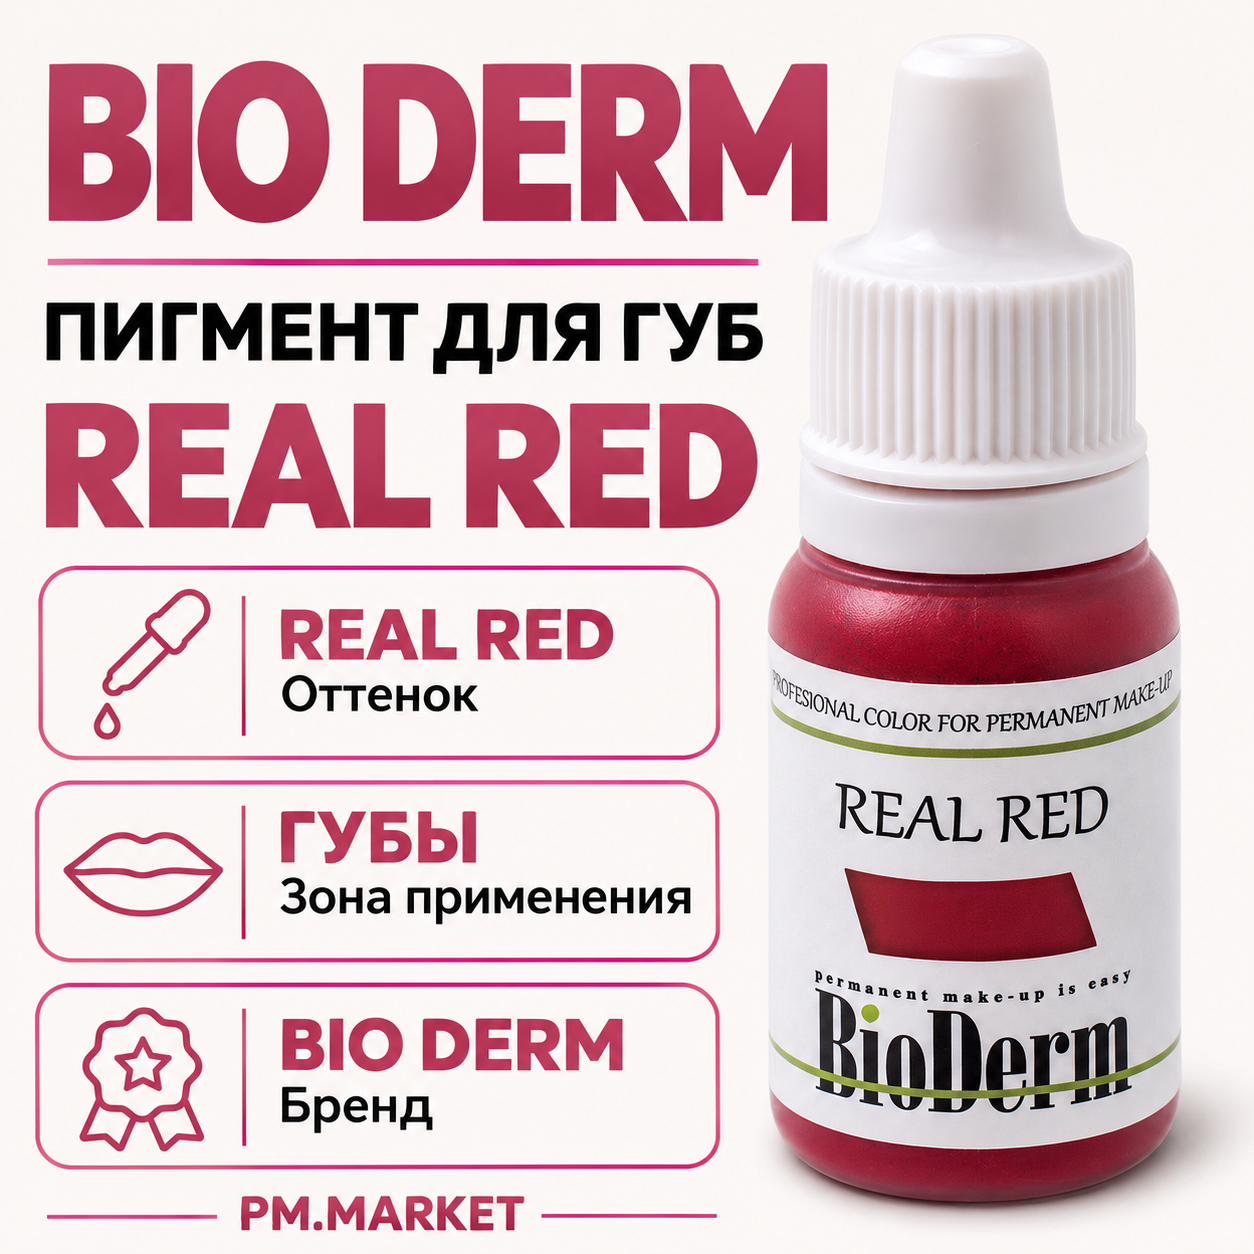 BIO DERM
ПИГМЕНТ ДЛЯ ГУБ
REAL RED
REAL RED
Оттенок
ГУБЫ
Зона применения
BIO DERM
Бренд
PM.MARKET
PROFESIONAL COLOR FOR PERMANENT MAKE-UP
REAL RED
permanent make-up is easy
BioDerm